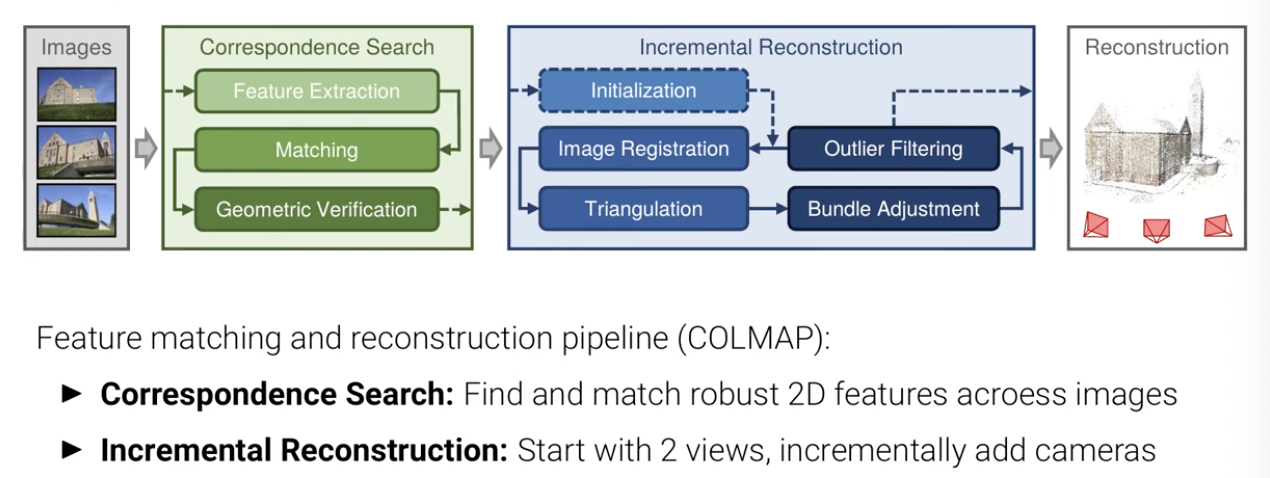 Images
Correspondence Search
Feature Extraction
Matching
Geometric Verification
Incremental Reconstruction
Initialization
Image Registration
Outlier Filtering
Triangulation
Bundle Adjustment
Reconstruction
Feature matching and reconstruction pipeline (COLMAP):
► Correspondence Search: Find and match robust 2D features acroess images
► Incremental Reconstruction: Start with 2 views, incrementally add cameras